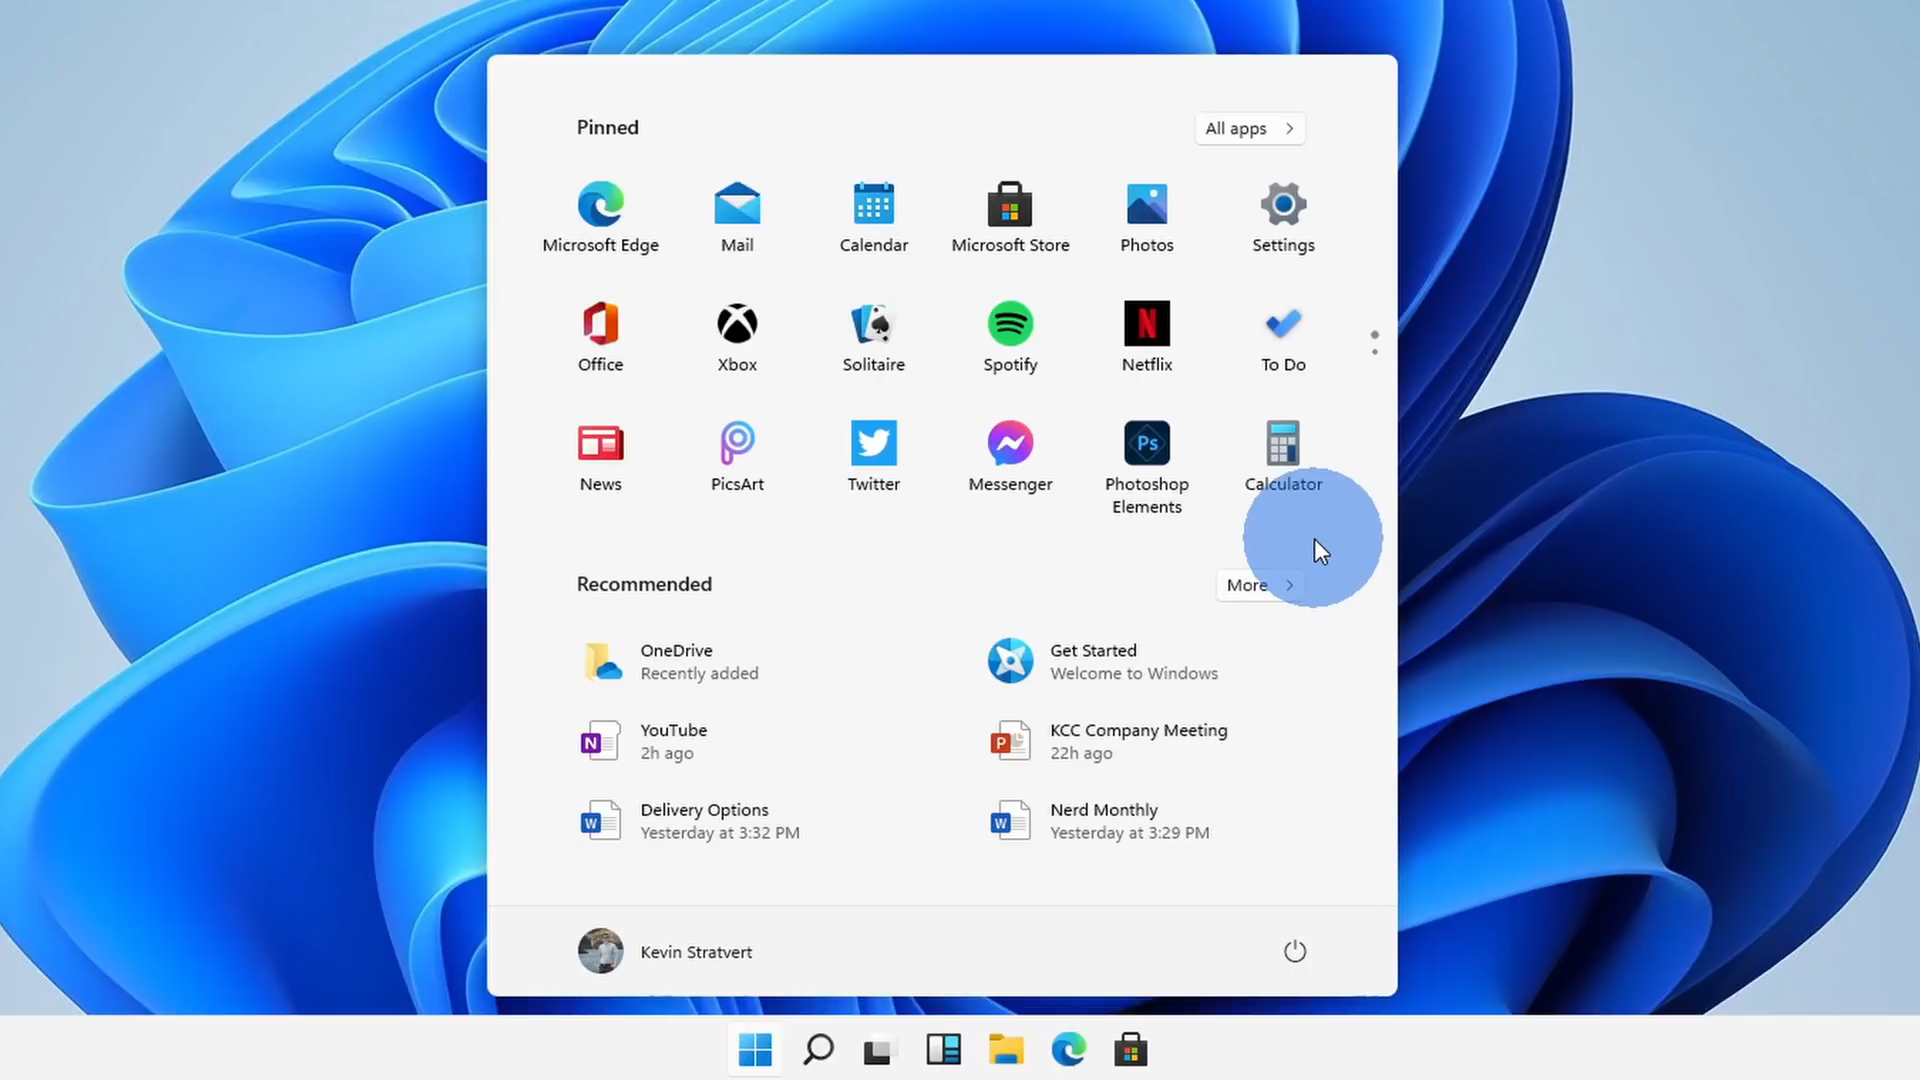 Pinned
All apps
Microsoft Edge
Mail
Calendar
Microsoft Store
Photos
Settings
Office
Xbox
Solitaire
Spotify
Netflix
To Do
News
PicsArt
Twitter
Messenger
Photoshop
Elements
Calculator
Recommended
More
OneDrive
Recently added
Get Started
Welcome to Windows
YouTube
2h ago
KCC Company Meeting
22h ago
Delivery Options
Yesterday at 3:32 PM
Nerd Monthly
Yesterday at 3:29 PM
Kevin Stratvert